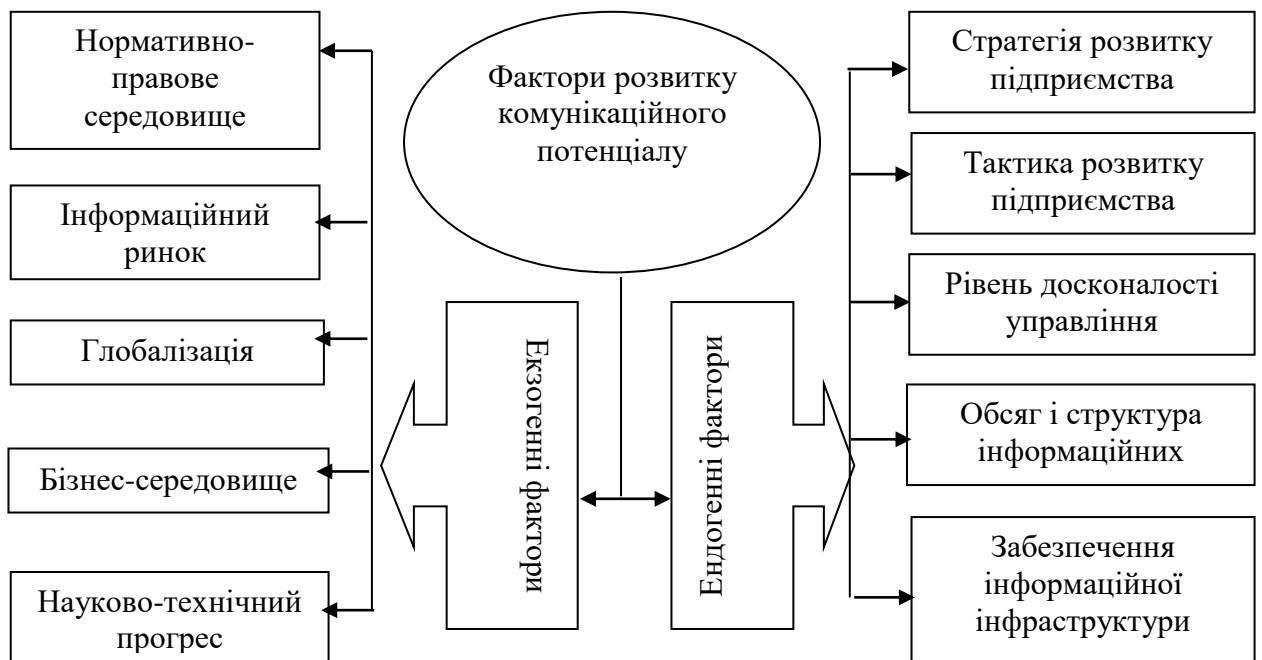 Нормативно-
правове
середовище
Інформаційний
ринок
Глобалізація
Бізнес-середовище
Науково-технічний
прогрес
Фактори розвитку
комунікаційного
потенціалу
Екзогенні фактори
Ендогенні фактори
Стратегія розвитку
підприємства
Тактика розвитку
підприємства
Рівень досконалості
управління
Обсяг і структура
інформаційних
Забезпечення
інформаційної
інфраструктури